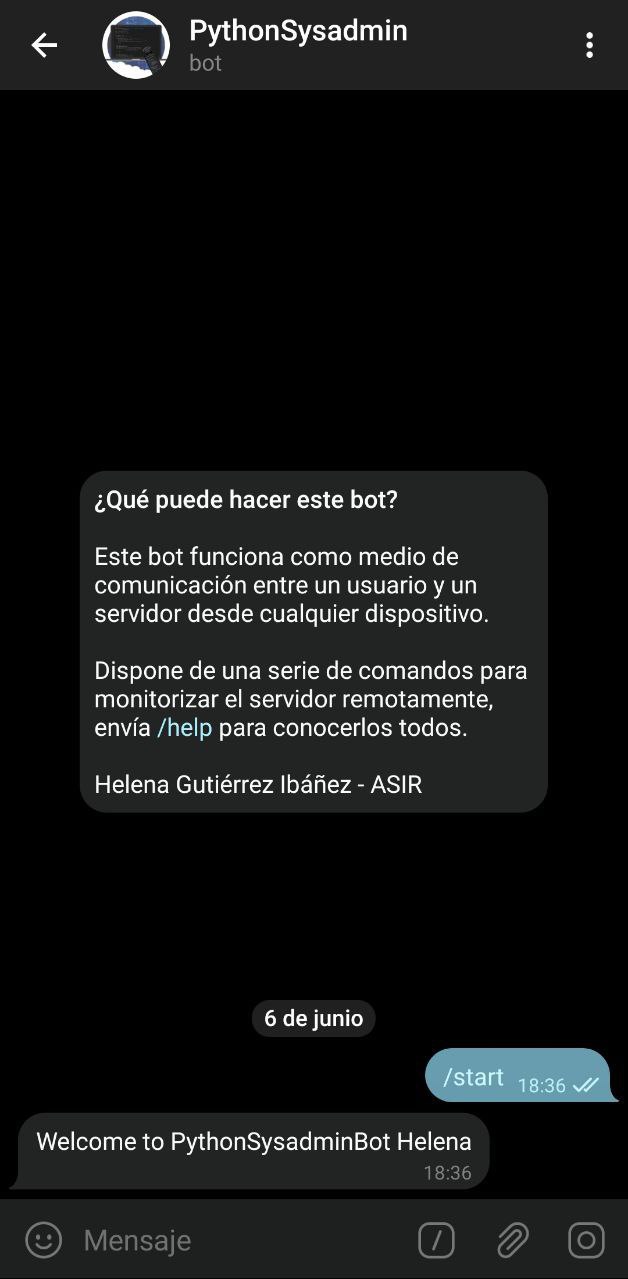 PythonSysadmin
bot
¿Qué puede hacer este bot?
Este bot funciona como medio de
comunicación entre un usuario y un
servidor desde cualquier dispositivo.
Dispone de una serie de comandos para
monitorizar el servidor remotamente,
envía /help para conocerlos todos.
Helena Gutiérrez Ibáñez - ASIR
6 de junio
/start 18:36
Welcome to PythonSysadminBot Helena
18:36
Mensaje